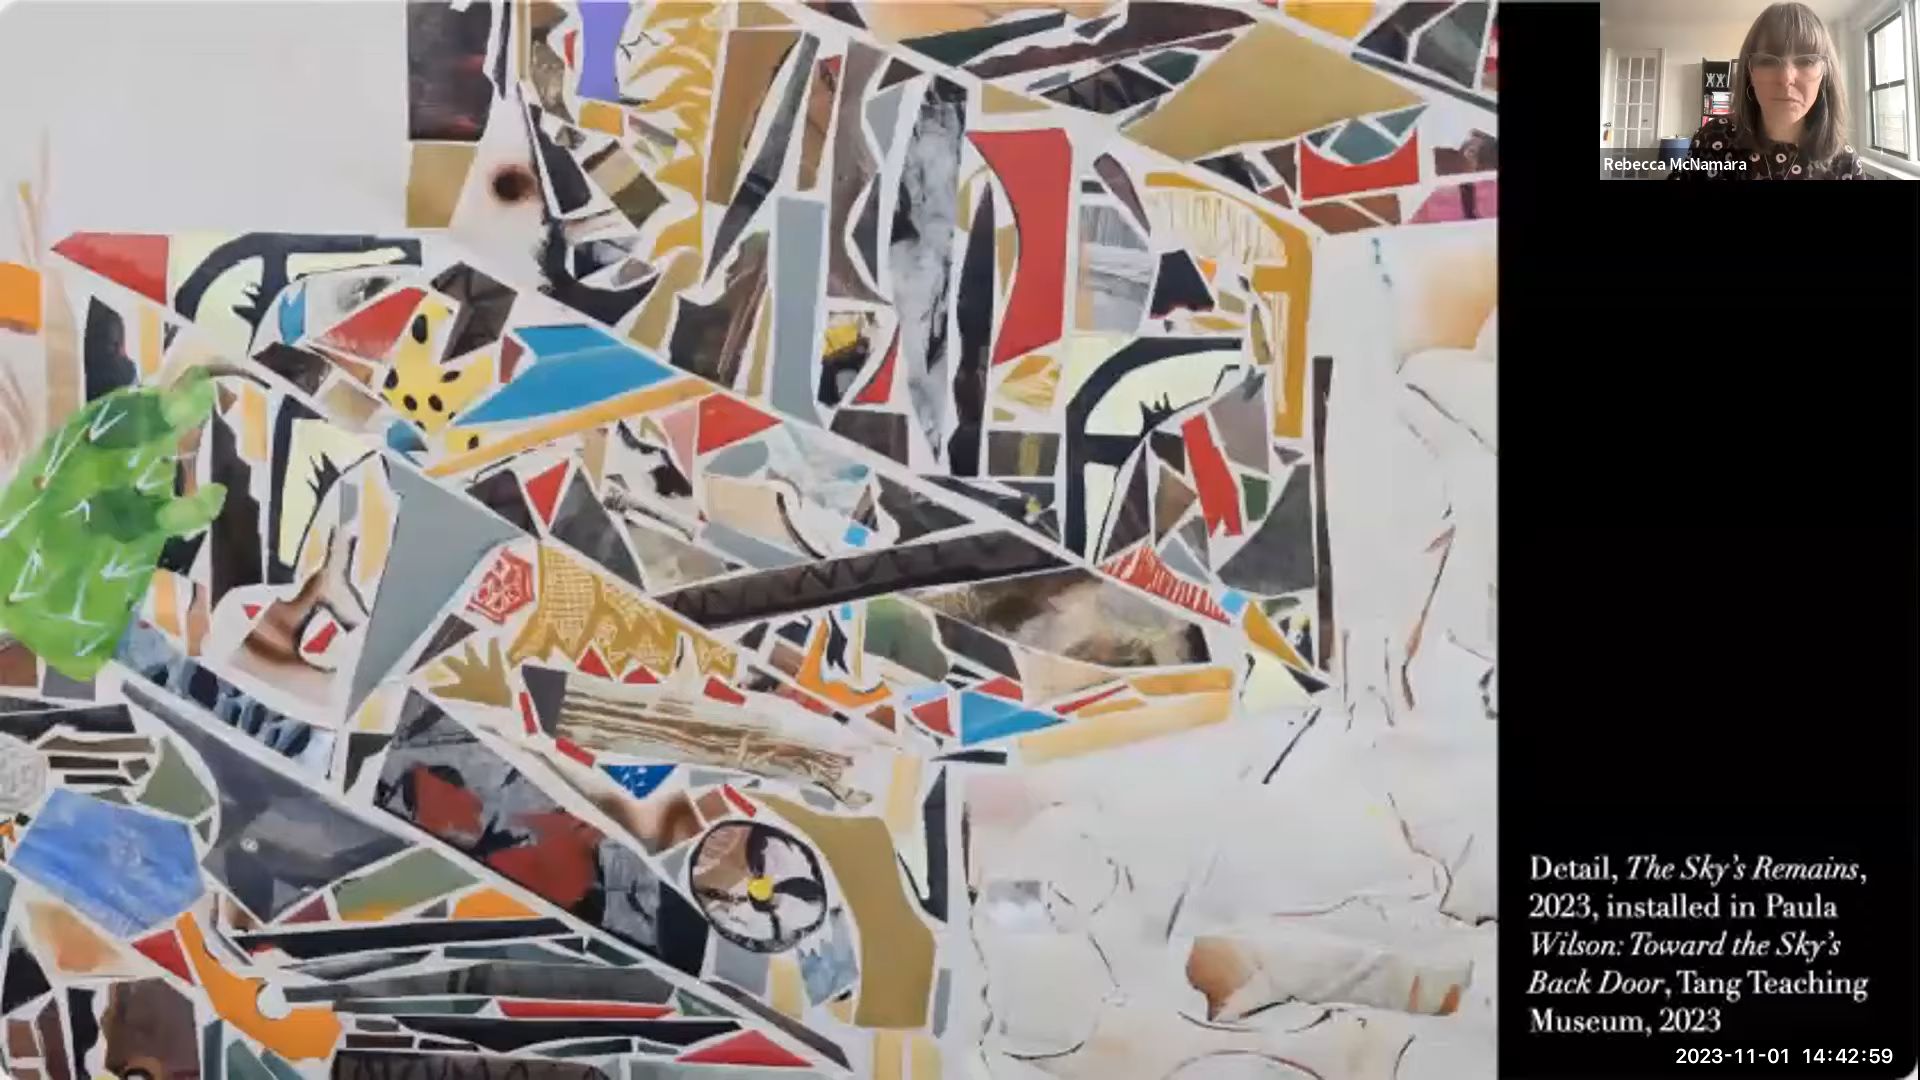 Rebecca McNamara
Detail, The Sky's Remains,
2023, installed in Paula
Wilson: Toward the Sky's
Back Door, Tang Teaching
Museum, 2023
2023-11-01 14:42:59